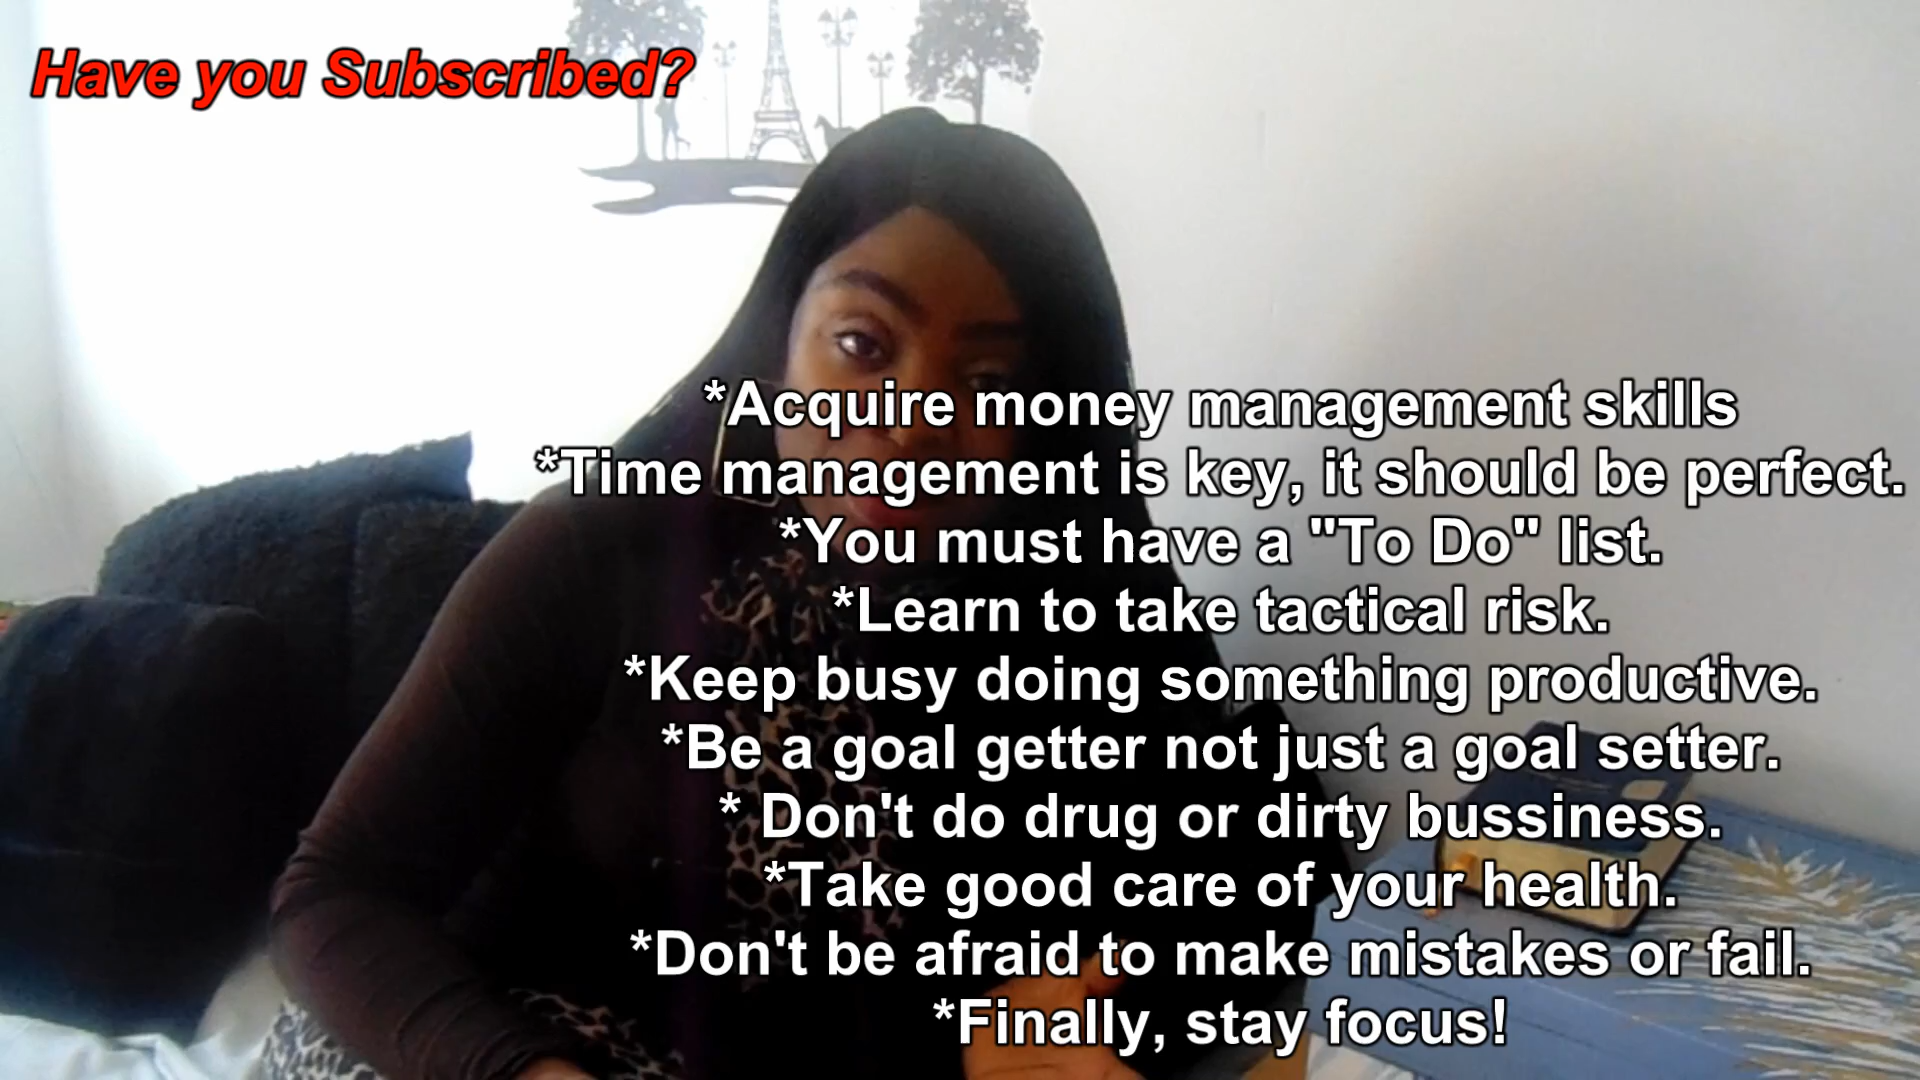 Have you Subscribed?
*Acquire money management skills
*Time management is key, it should be perfect.
*You must have a "To Do" list.
*Learn to take tactical risk.
*Keep busy doing something productive.
*Be a goal getter not just a goal setter.
* Don't do drug or dirty bussiness.
*Take good care of your health.
*Don't be afraid to make mistakes or fail.
*Finally, stay focus!